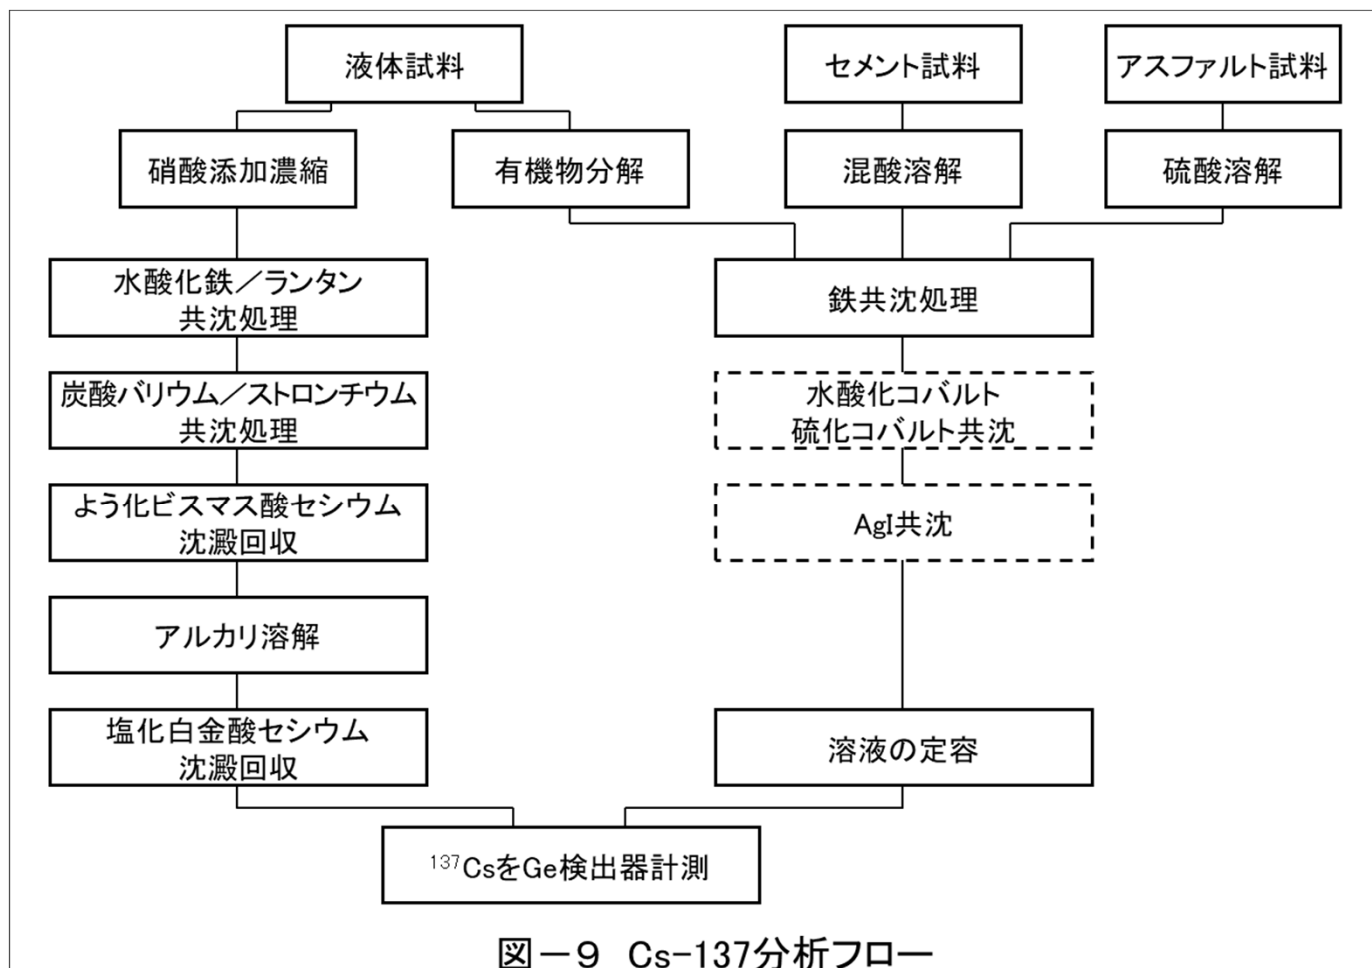 液体試料
セメント試料
アスファルト試料
硝酸添加濃縮
有機物分解
混酸溶解
硫酸溶解
水酸化鉄／ランタン
共沈処理
鉄共沈処理
炭酸バリウム／ストロンチウム
共沈処理
水酸化コバルト
硫化コバルト共沈
よう化ビスマス酸セシウム
沈澱回収
AgI共沈
アルカリ溶解
塩化白金酸セシウム
沈澱回収
溶液の定容
¹³⁷CsをGe検出器計測
図－９ Cs-137分析フロー